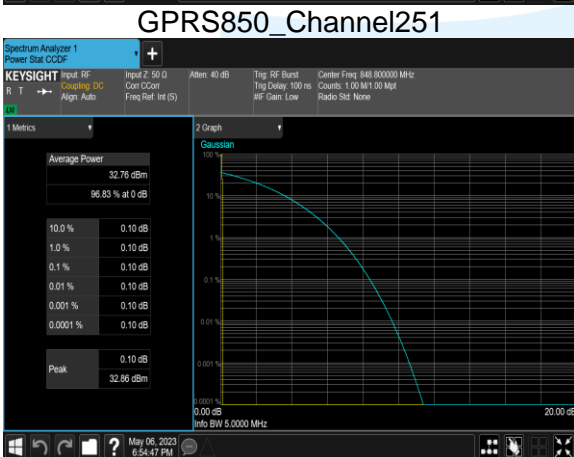 GPRS850_Channel251
Spectrum Analyzer 1
Power Stat CCDF
+
KEYSIGHT
R T
LXI
Input: RF
Coupling: DC
Align: Auto
Input Z: 50 Ω
Corr CCorr
Freq Ref: Int (S)
Atten: 40 dB
Trig: RF Burst
Trig Delay: 100 ns
#IF Gain: Low
Center Freq: 848.800000 MHz
Counts: 1.00 M/1.00 Mpt
Radio Std: None
1 Metrics
Average Power
32.76 dBm
96.83 % at 0 dB
10.0 % 0.10 dB
1.0 % 0.10 dB
0.1 % 0.10 dB
0.01 % 0.10 dB
0.001 % 0.10 dB
0.0001 % 0.10 dB
Peak 0.10 dB
32.86 dBm
2 Graph
Gaussian
100 %
10 %
1 %
0.1 %
0.01 %
0.001 %
0.0001 %
0.00 dB 20.00 dB
Info BW 5.0000 MHz
?
May 06, 2023
6:54:47 PM